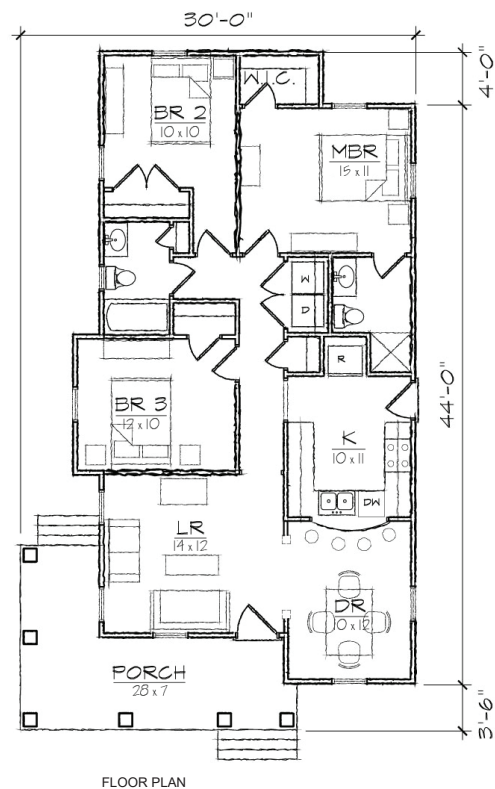 30'-0"
4'-0"
W.I.C.
BR 2
10 x 10
MBR
15 x 11
W
D
R
44'-0"
BR 3
12 x 10
K
10 x 11
DW
LR
14 x 12
DR
10 x 12
PORCH
28 x 7
3'-6"
FLOOR PLAN